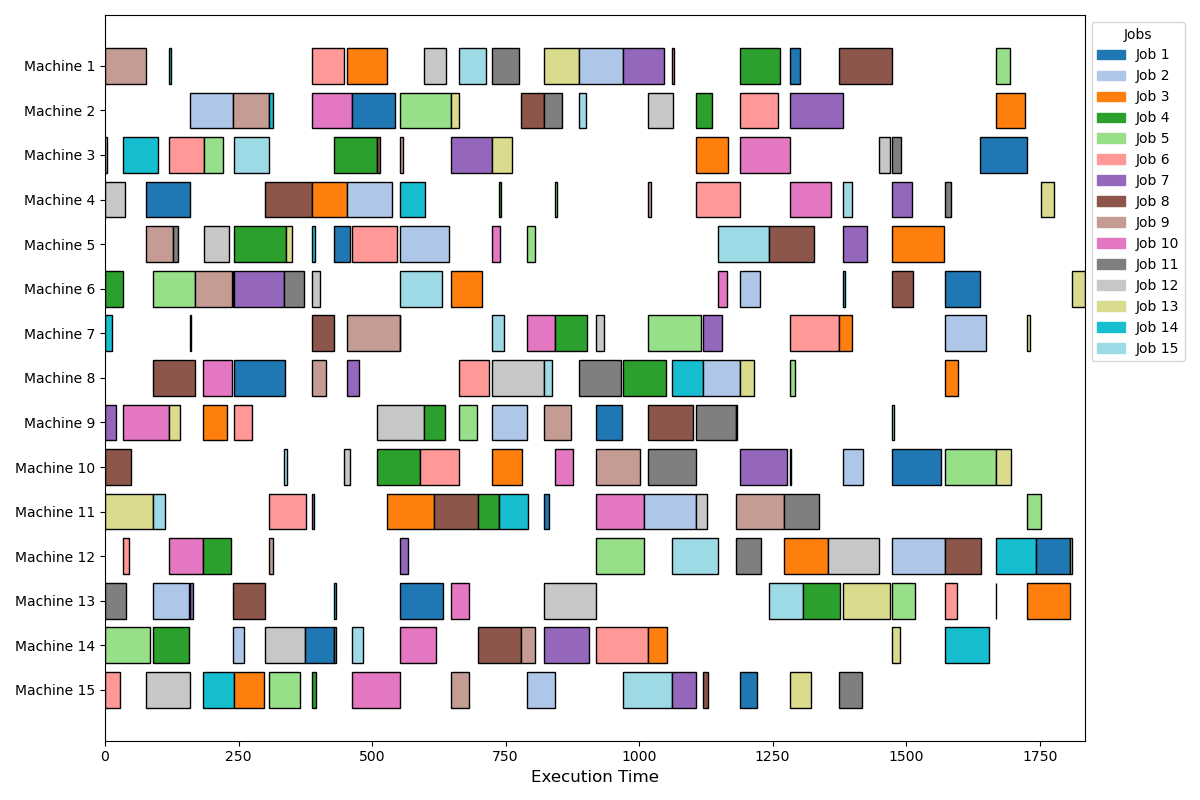 Machine 1
Machine 2
Machine 3
Machine 4
Machine 5
Machine 6
Machine 7
Machine 8
Machine 9
Machine 10
Machine 11
Machine 12
Machine 13
Machine 14
Machine 15
0 250 500 750 1000 1250 1500 1750
Execution Time
Jobs
Job 1
Job 2
Job 3
Job 4
Job 5
Job 6
Job 7
Job 8
Job 9
Job 10
Job 11
Job 12
Job 13
Job 14
Job 15